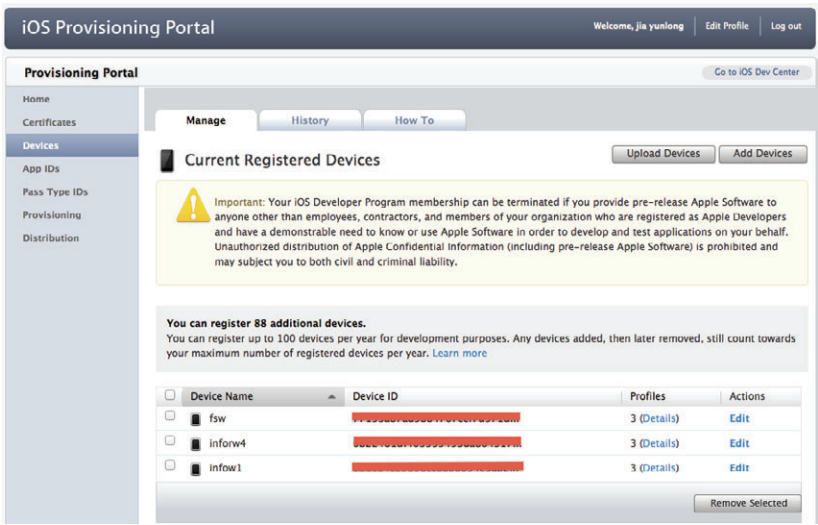 iOS Provisioning Portal
Welcome, jia yunlong Edit Profile Log out
Provisioning Portal
Go to iOS Dev Center
Home
Certificates
Devices
App IDs
Pass Type IDs
Provisioning
Distribution
Manage History How To
Current Registered Devices
Upload Devices Add Devices
Important: Your iOS Developer Program membership can be terminated if you provide pre-release Apple Software to
anyone other than employees, contractors, and members of your organization who are registered as Apple Developers
and have a demonstrable need to know or use Apple Software in order to develop and test applications on your behalf.
Unauthorized distribution of Apple Confidential Information (including pre-release Apple Software) is prohibited and
may subject you to both civil and criminal liability.
You can register 88 additional devices.
You can register up to 100 devices per year for development purposes. Any devices added, then later removed, still count towards
your maximum number of registered devices per year. Learn more
Device Name Device ID Profiles Actions
fsw 3 (Details) Edit
inforw4 3 (Details) Edit
infow1 3 (Details) Edit
Remove Selected